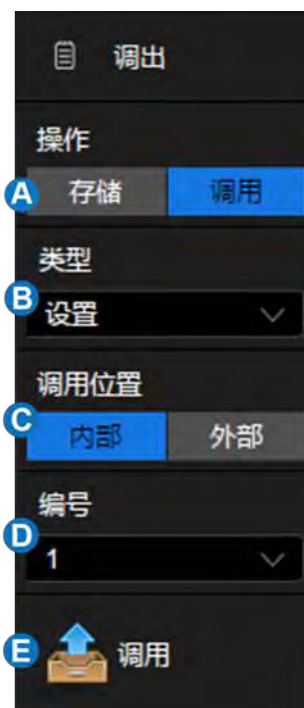 调出
操作
A 存储 调用
类型
B 设置
调用位置
C 内部 外部
编号
D 1
E 调用